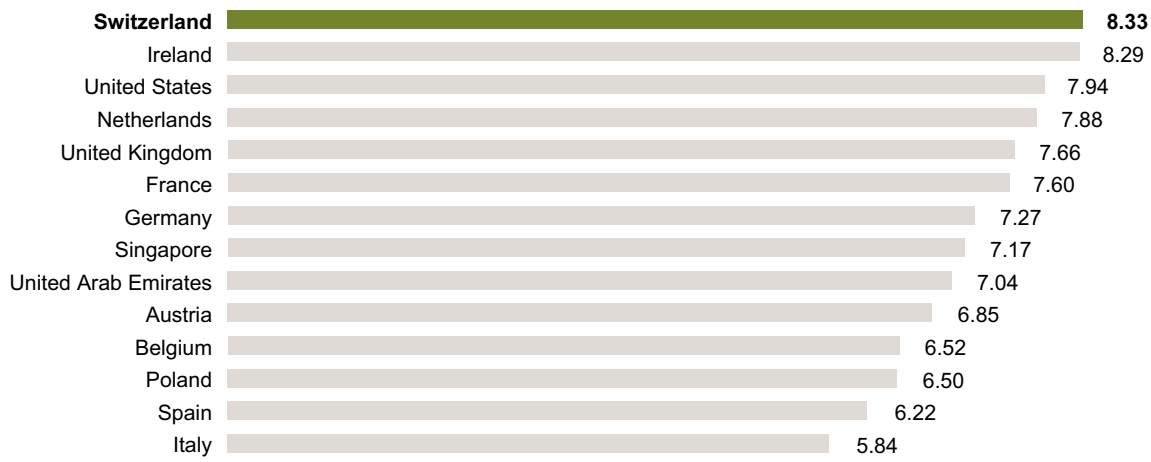 Switzerland 8.33
Ireland 8.29
United States 7.94
Netherlands 7.88
United Kingdom 7.66
France 7.60
Germany 7.27
Singapore 7.17
United Arab Emirates 7.04
Austria 6.85
Belgium 6.52
Poland 6.50
Spain 6.22
Italy 5.84